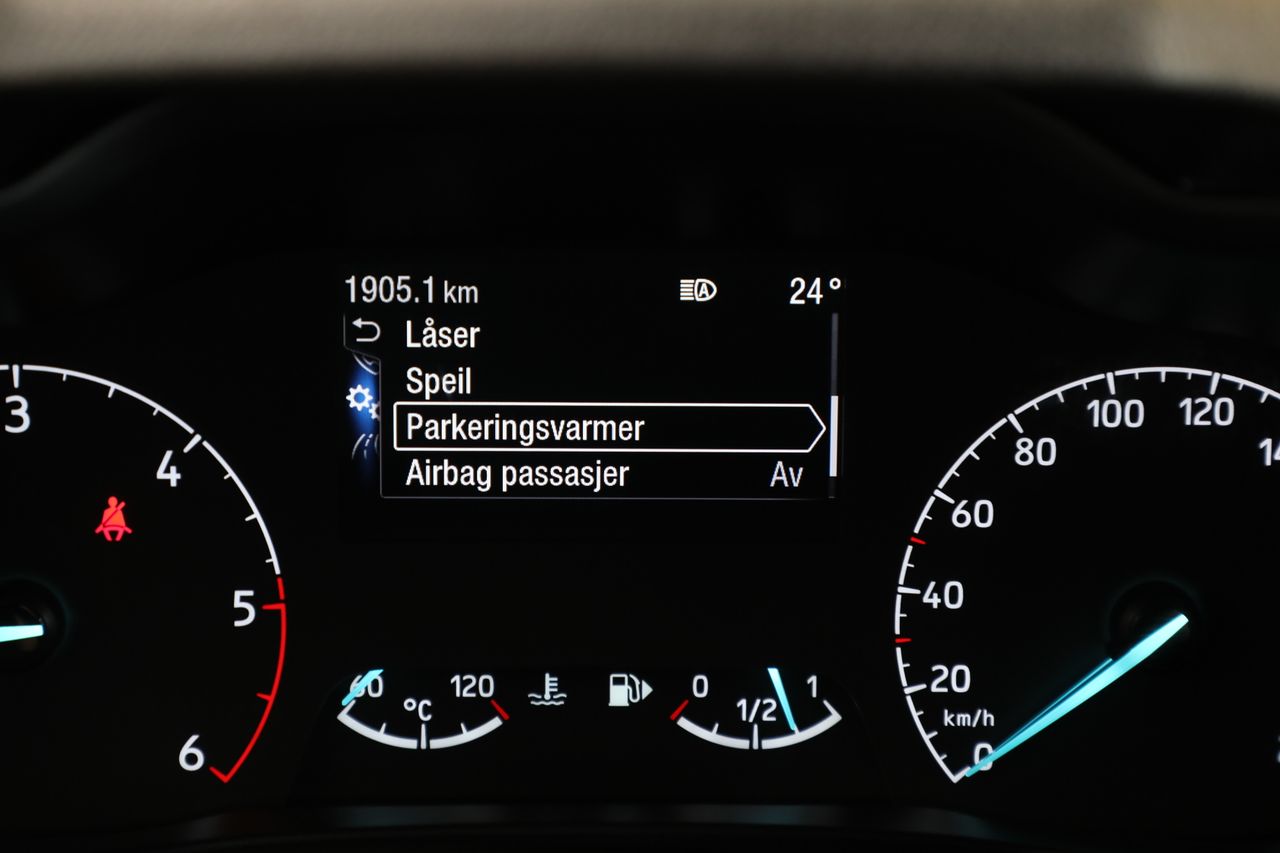 1905.1 km 24°
Låser
Speil
Parkeringsvarmer
Airbag passasjer Av
3
4
5
6
60 120
°C
0 1/2 1
0
20
40
60
80
100
120
km/h